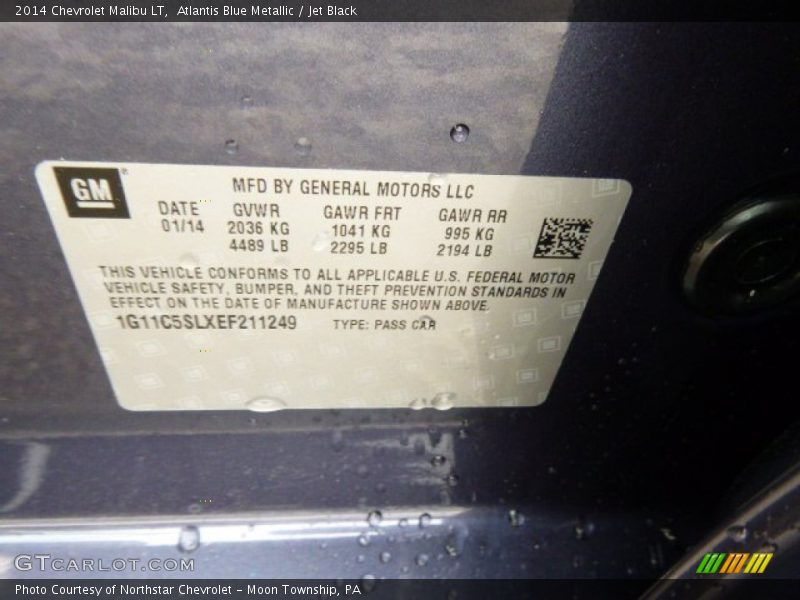 2014 Chevrolet Malibu LT,  Atlantis Blue Metallic / Jet Black
GM
MFD BY GENERAL MOTORS LLC
DATE GVWR GAWR FRT GAWR RR
01/14 2036 KG 1041 KG 995 KG
4489 LB 2295 LB 2194 LB
THIS VEHICLE CONFORMS TO ALL APPLICABLE U.S. FEDERAL MOTOR
VEHICLE SAFETY, BUMPER, AND THEFT PREVENTION STANDARDS IN
EFFECT ON THE DATE OF MANUFACTURE SHOWN ABOVE.
1G11C5SLXEF211249 TYPE: PASS CAR
GTCARLOT.COM
Photo Courtesy of Northstar Chevrolet - Moon Township, PA